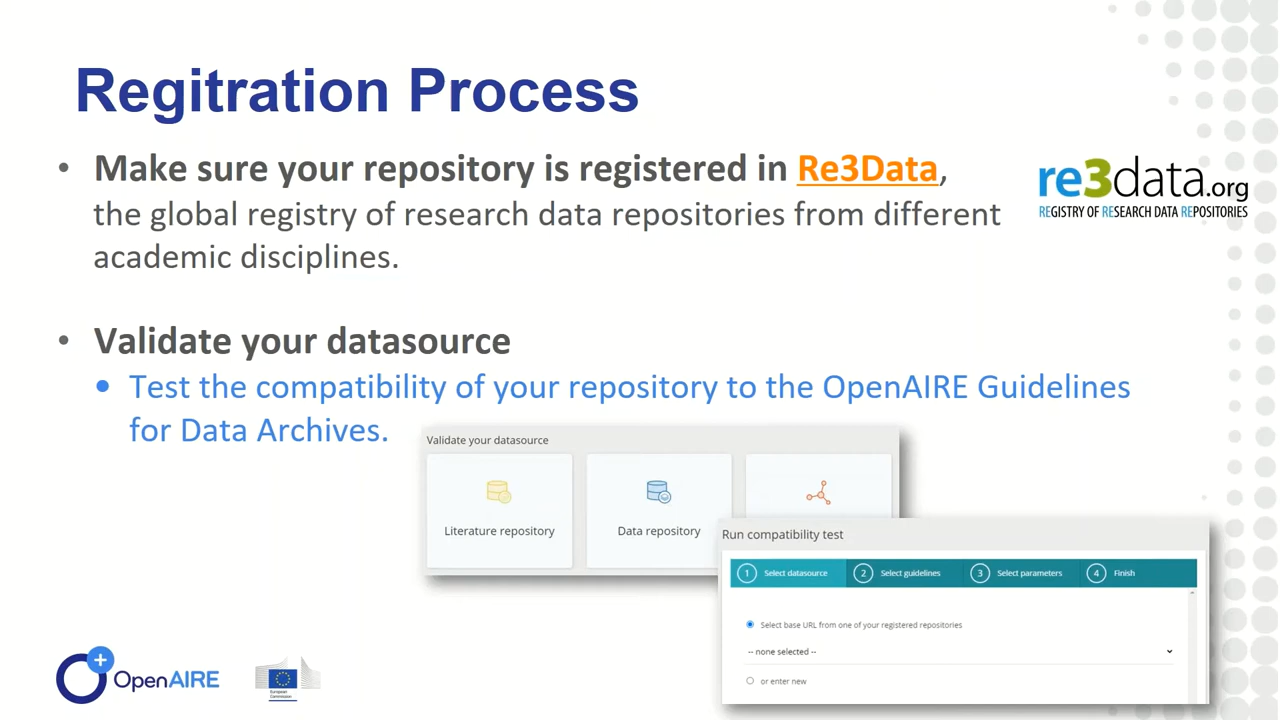 Regitration Process
• Make sure your repository is registered in Re3Data,
the global registry of research data repositories from different
academic disciplines.
re3data.org
REGISTRY OF RESEARCH DATA REPOSITORIES
• Validate your datasource
• Test the compatibility of your repository to the OpenAIRE Guidelines
for Data Archives.
Validate your datasource
Literature repository
Data repository
Run compatibility test
1 Select datasource 2 Select guidelines 3 Select parameters 4 Finish
Select base URL from one of your registered repositories
-- none selected --
or enter new
OpenAIRE
European
Commission